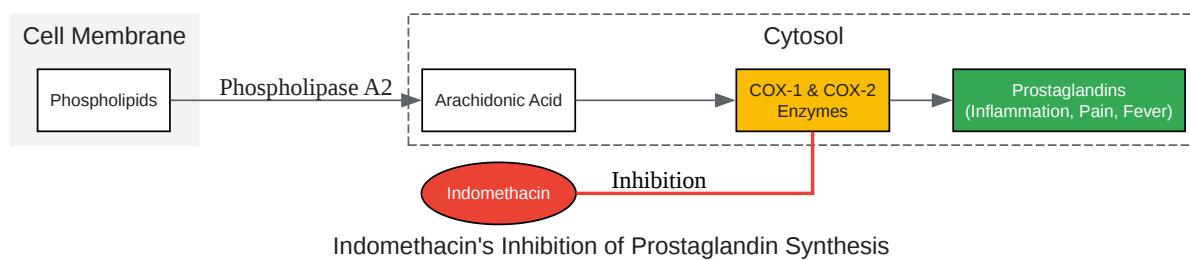 Cell Membrane
Cytosol
Phospholipids
Phospholipase A2
Arachidonic Acid
COX-1 & COX-2
Enzymes
Prostaglandins
(Inflammation, Pain, Fever)
Indomethacin
Inhibition
Indomethacin's Inhibition of Prostaglandin Synthesis